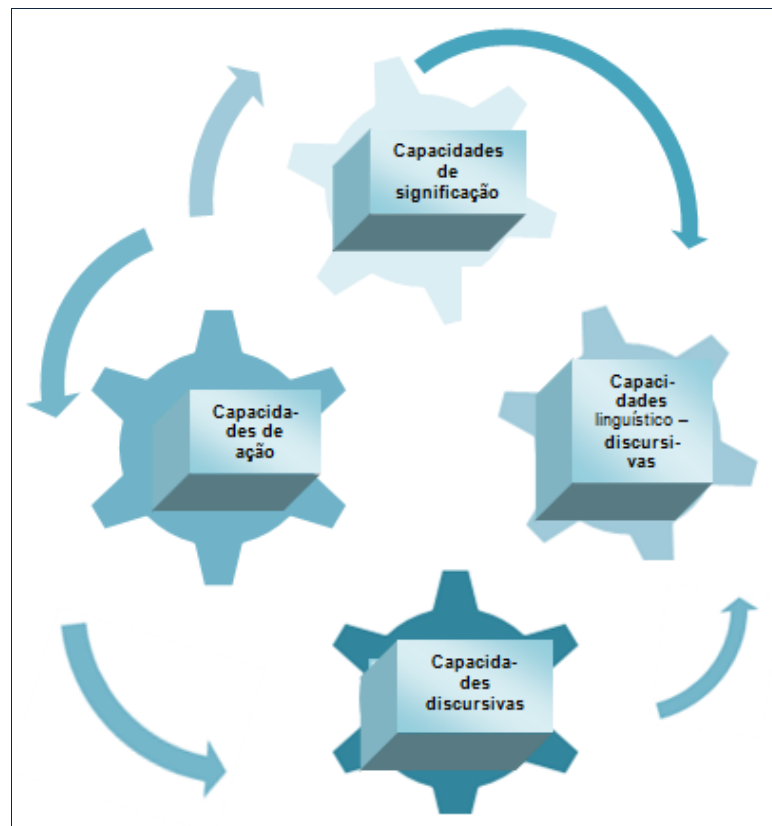 Capacidades
de
significação
Capacida-
des de
ação
Capaci-
dades
linguístico –
discursi-
vas
Capacida-
des
discursivas